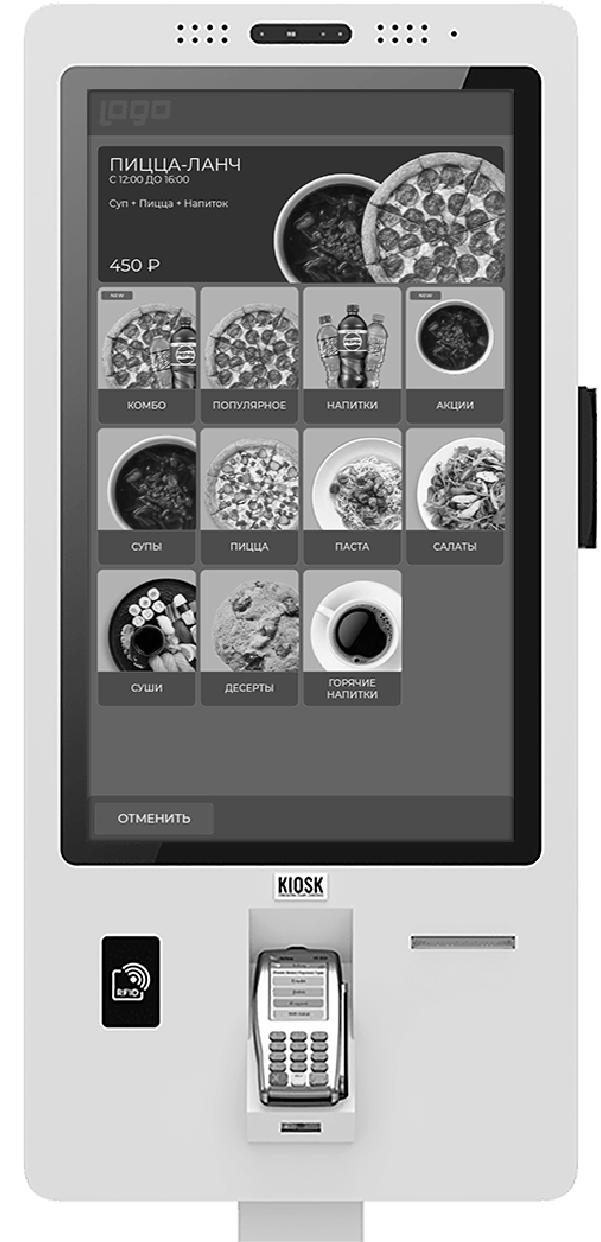 Logo
ПИЦЦА-ЛАНЧ
С 12:00 ДО 16:00
Суп + Пицца + Напиток
450 ₽
NEW
NEW
КОМБО
ПОПУЛЯРНОЕ
НАПИТКИ
АКЦИИ
СУПЫ
ПИЦЦА
ПАСТА
САЛАТЫ
СУШИ
ДЕСЕРТЫ
ГОРЯЧИЕ
НАПИТКИ
ОТМЕНИТЬ
KIOSK
RFID